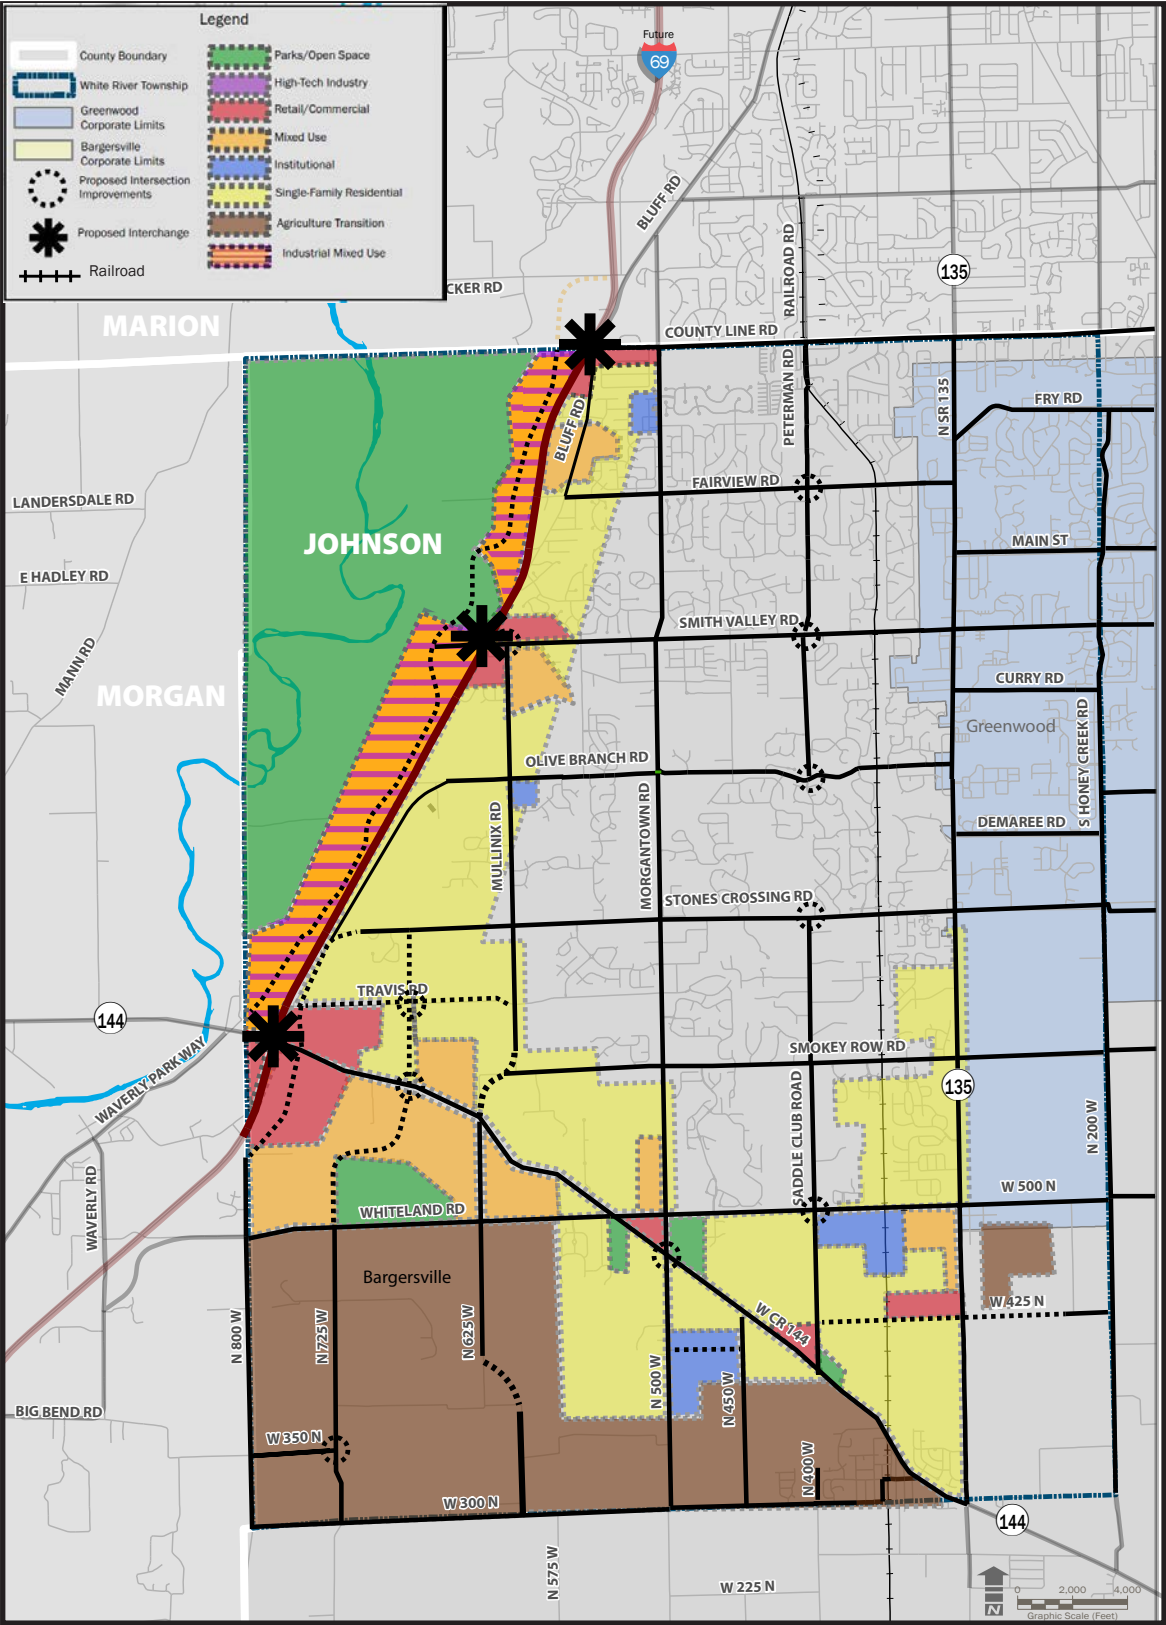 Legend
County Boundary
White River Township
Greenwood
Corporate Limits
Bargersville
Corporate Limits
Proposed Intersection
Improvements
Proposed Interchange
Railroad
Parks/Open Space
High-Tech Industry
Retail/Commercial
Mixed Use
Institutional
Single-Family Residential
Agriculture Transition
Industrial Mixed Use
Future
69
BLUFF RD
RAILROAD RD
135
CKER RD
MARION
COUNTY LINE RD
PETERMAN RD
N SR 135
FRY RD
BLUFF RD
LANDERSDALE RD
FAIRVIEW RD
JOHNSON
MAIN ST
E HADLEY RD
SMITH VALLEY RD
MANN RD
MORGAN
CURRY RD
Greenwood
S HONEY CREEK RD
OLIVE BRANCH RD
MULLINIX RD
MORGANTOWN RD
DEMAREE RD
STONES CROSSING RD
TRAVIS RD
144
WAVERLY PARK WAY
SMOKEY ROW RD
135
SADDLE CLUB ROAD
N 200 W
WAVERLY RD
W 500 N
WHITELAND RD
Bargersville
W 425 N
N 800 W
N 725 W
N 625 W
W CR 144
N 500 W
N 450 W
BIG BEND RD
W 350 N
N 400 W
W 300 N
144
N 575 W
W 225 N
N
0 2,000 4,000
Graphic Scale (Feet)